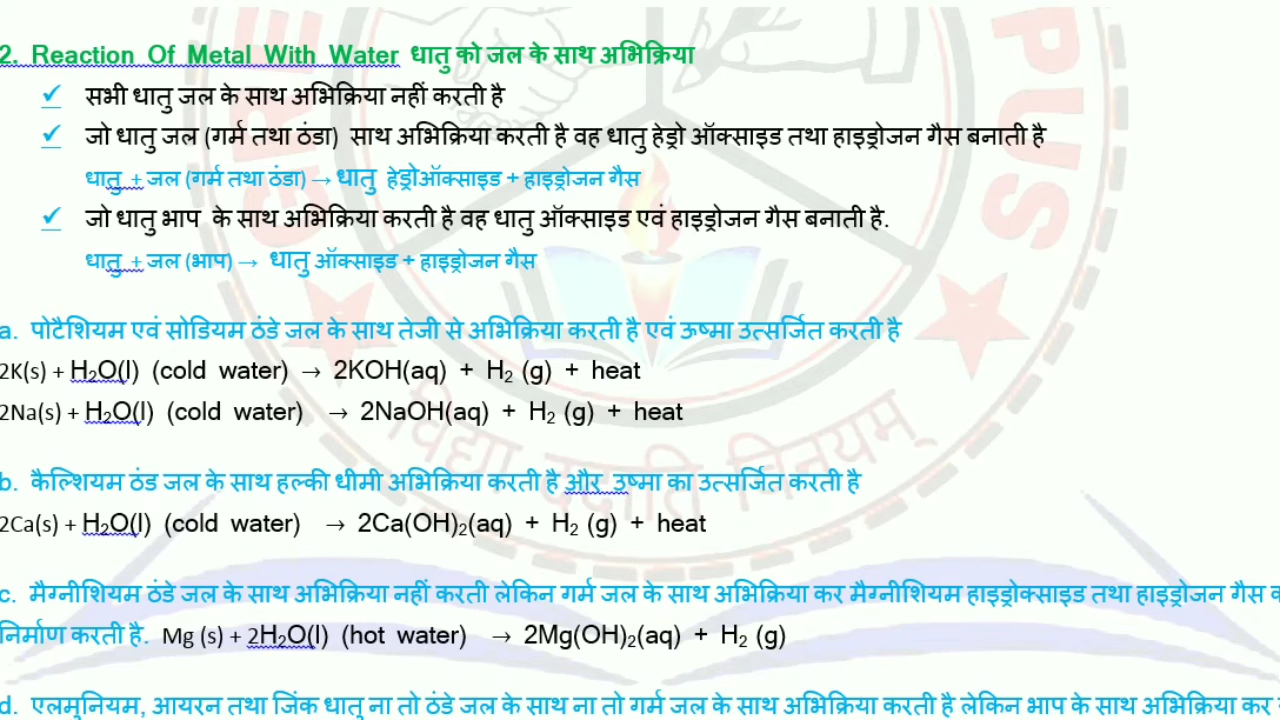 2. Reaction Of Metal With Water धातु को जल के साथ अभिक्रिया
✓ सभी धातु जल के साथ अभिक्रिया नहीं करती है
✓ जो धातु जल (गर्म तथा ठंडा) साथ अभिक्रिया करती है वह धातु हेड्रो ऑक्साइड तथा हाइड्रोजन गैस बनाती है
धातु + जल (गर्म तथा ठंडा) → धातु हेड्रोऑक्साइड + हाइड्रोजन गैस
✓ जो धातु भाप के साथ अभिक्रिया करती है वह धातु ऑक्साइड एवं हाइड्रोजन गैस बनाती है.
धातु + जल (भाप) → धातु ऑक्साइड + हाइड्रोजन गैस
a. पोटैशियम एवं सोडियम ठंडे जल के साथ तेजी से अभिक्रिया करती है एवं ऊष्मा उत्सर्जित करती है
2K(s) + H₂O(l) (cold water) → 2KOH(aq) + H₂ (g) + heat
2Na(s) + H₂O(l) (cold water) → 2NaOH(aq) + H₂ (g) + heat
विद्या ददाति विनयम्
b. कैल्शियम ठंड जल के साथ हल्की धीमी अभिक्रिया करती है और उष्मा का उत्सर्जित करती है
2Ca(s) + H₂O(l) (cold water) → 2Ca(OH)₂(aq) + H₂ (g) + heat
c. मैग्नीशियम ठंडे जल के साथ अभिक्रिया नहीं करती लेकिन गर्म जल के साथ अभिक्रिया कर मैग्नीशियम हाइड्रोक्साइड तथा हाइड्रोजन गैस
निर्माण करती है. Mg (s) + 2H₂O(l) (hot water) → 2Mg(OH)₂(aq) + H₂ (g)
d. एलमुनियम, आयरन तथा जिंक धातु ना तो ठंडे जल के साथ ना तो गर्म जल के साथ अभिक्रिया करती है लेकिन भाप के साथ अभिक्रिया कर